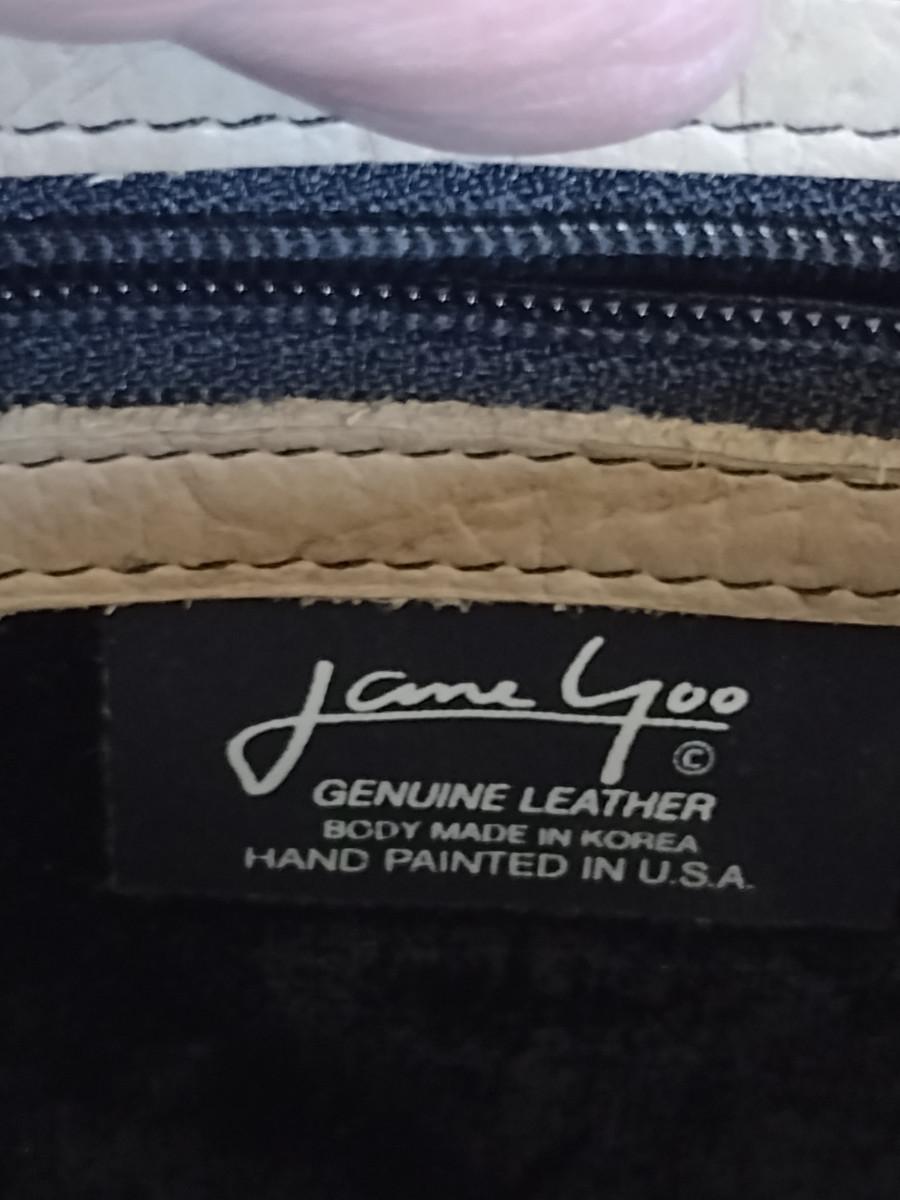 Jane Yoo
©
GENUINE LEATHER
BODY MADE IN KOREA
HAND PAINTED IN U.S.A.